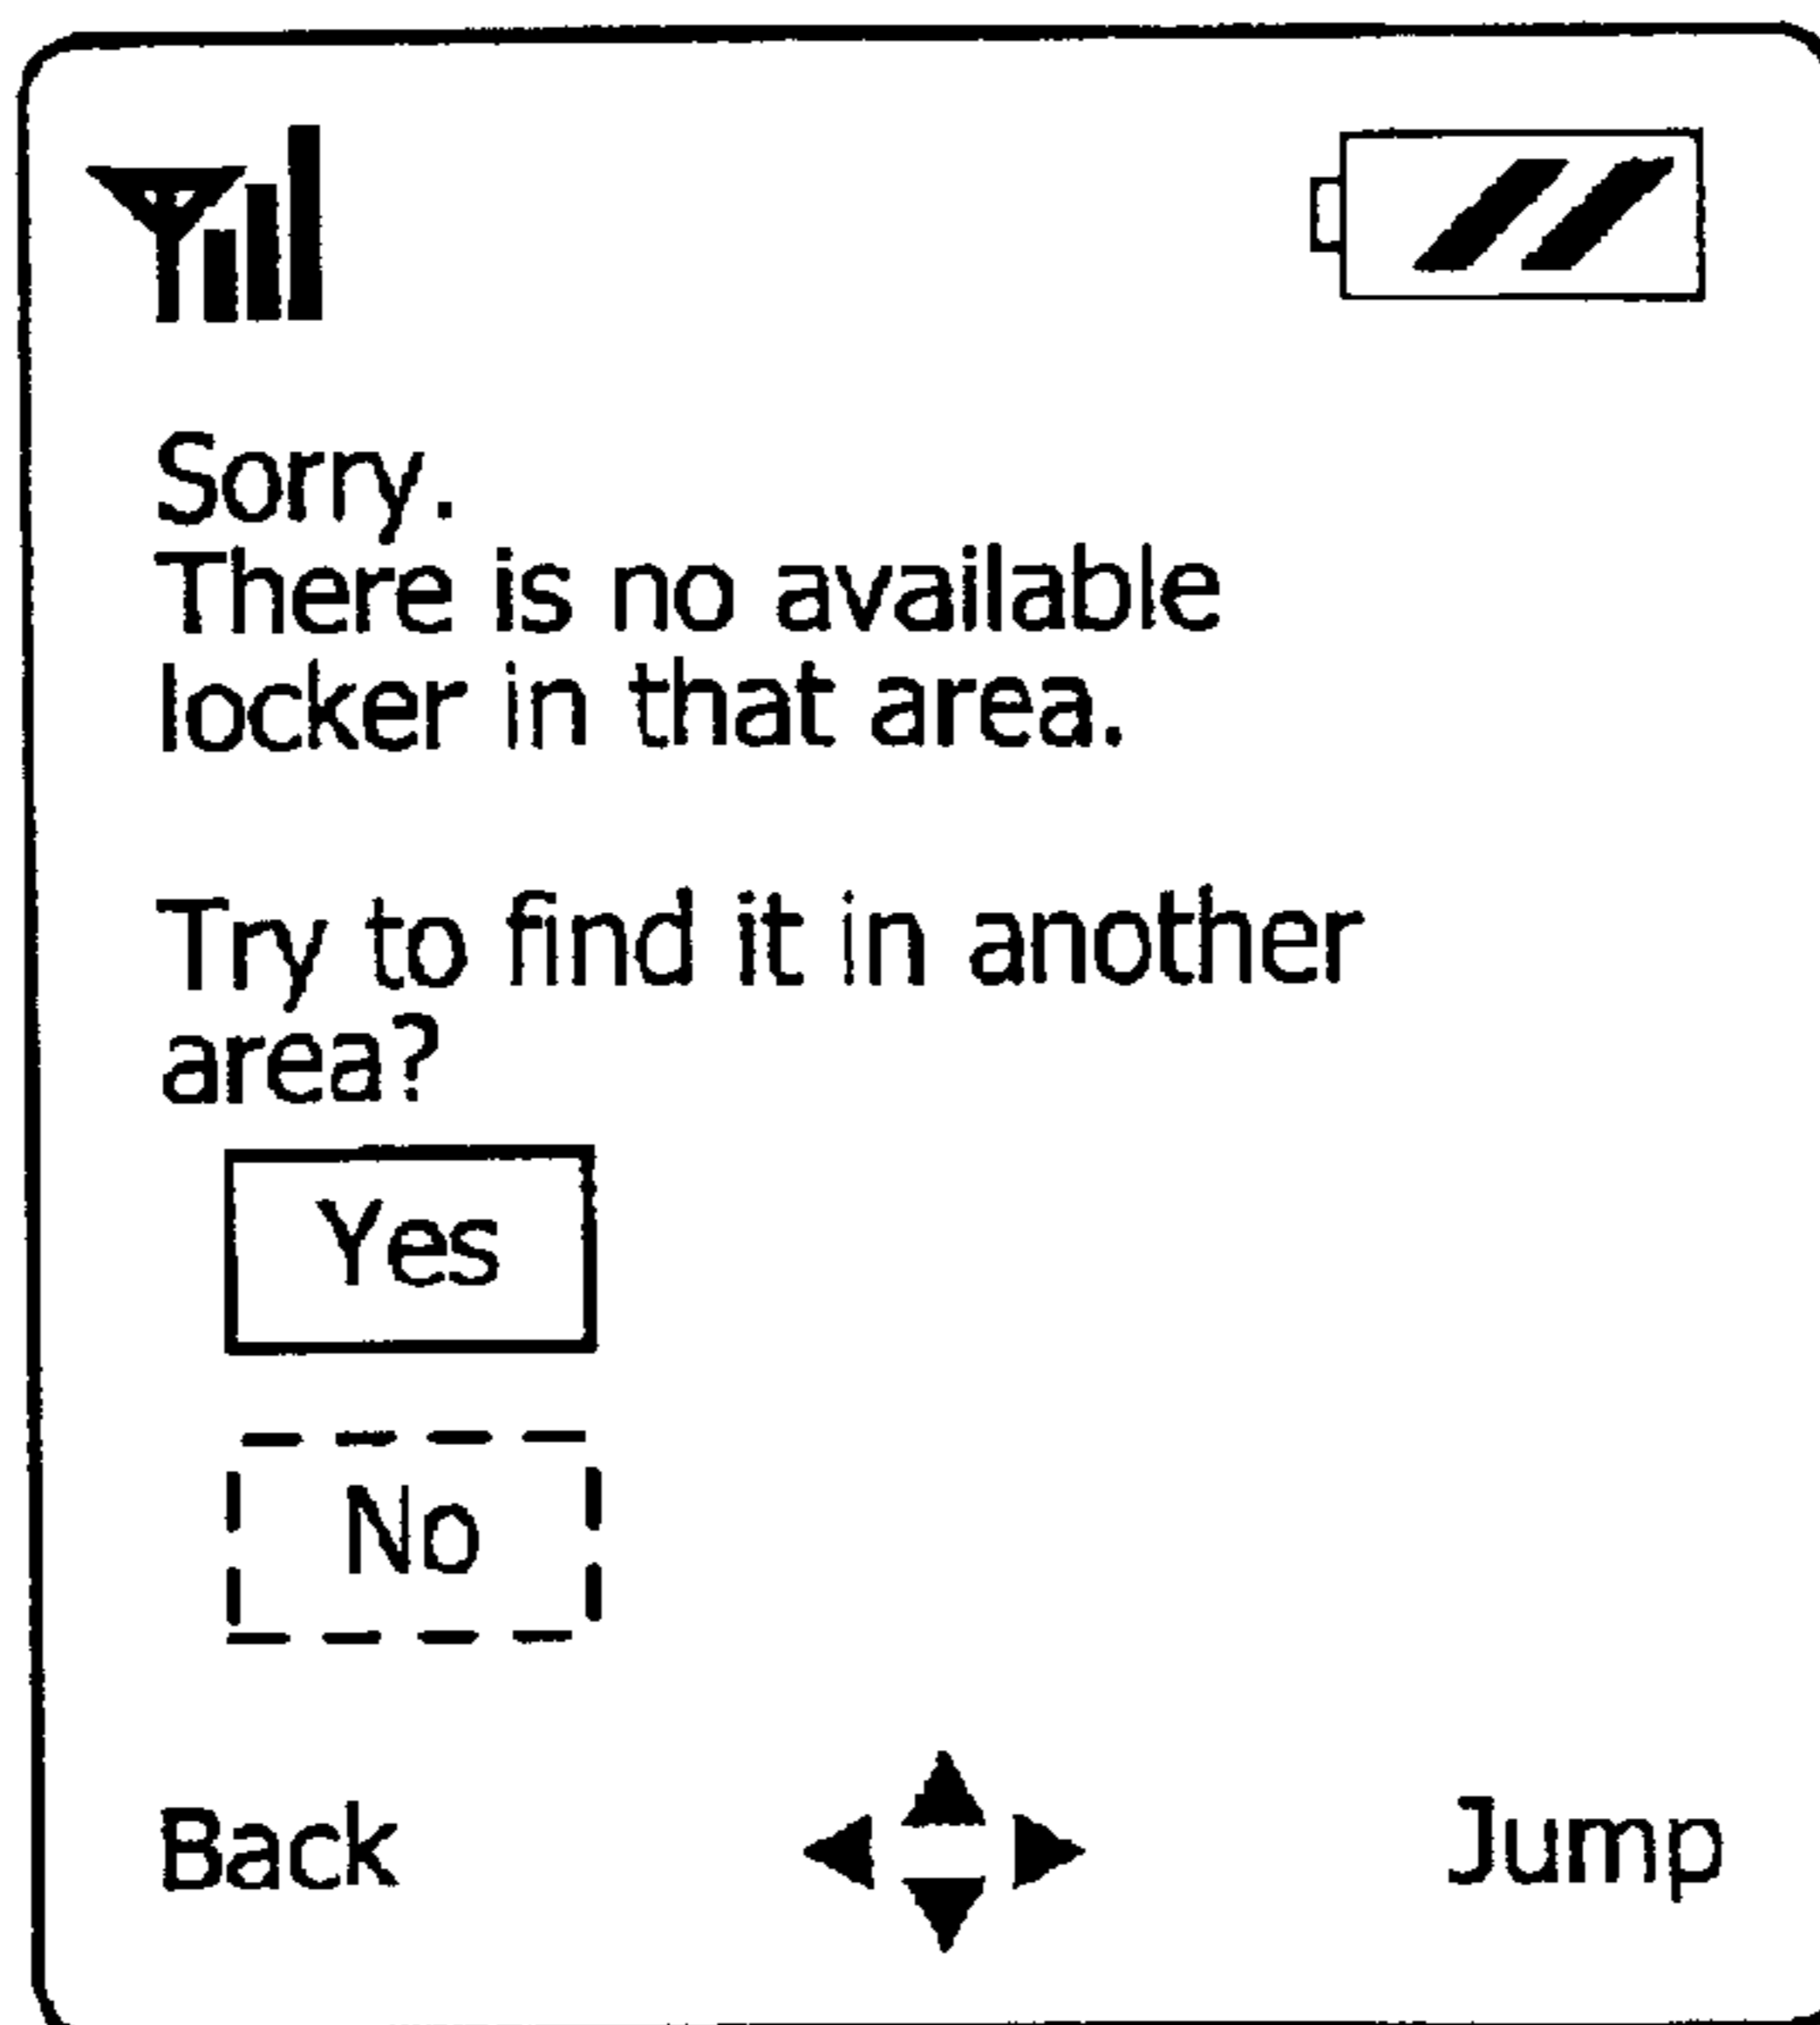 Sorry.
There is no available
locker in that area.
Try to find it in another
area?
Yes
No
Back
Jump